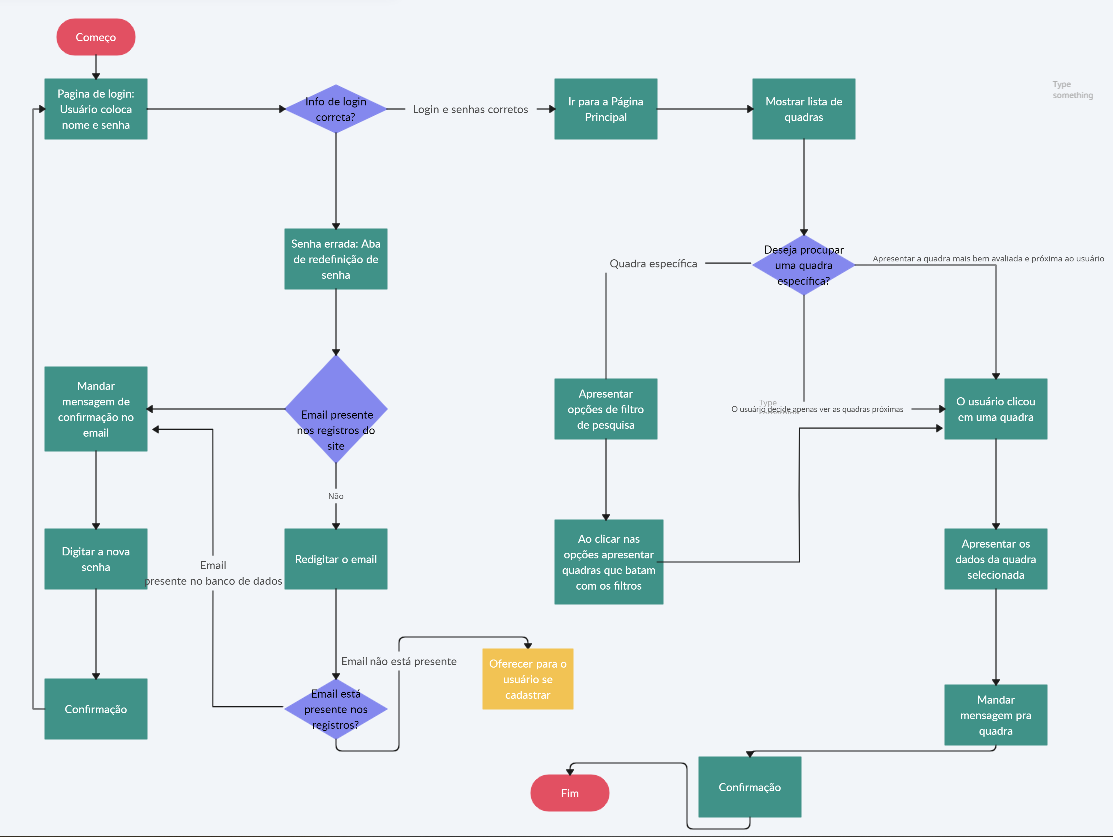 Começo
Pagina de login:
Usuário coloca
nome e senha
Info de login
correta?
Login e senhas corretos
Ir para a Página
Principal
Mostrar lista de
quadras
Type
something
Senha errada: Aba
de redefinição de
senha
Deseja procupar
uma quadra
específica?
Quadra específica
Apresentar a quadra mais bem avaliada e próxima ao usuário
Mandar
mensagem de
confirmação no
email
Email presente
nos registros do
site
Apresentar
opções de filtro
de pesquisa
Type
O usuário decide apenas ver as quadras próximas
O usuário clicou
em uma quadra
Não
Digitar a nova
senha
Email
presente no banco de dados
Redigitar o email
Ao clicar nas
opções apresentar
quadras que batam
com os filtros
Apresentar os
dados da quadra
selecionada
Email não está presente
Oferecer para o
usuário se
cadastrar
Confirmação
Email está
presente nos
registros?
Mandar
mensagem pra
quadra
Confirmação
Fim